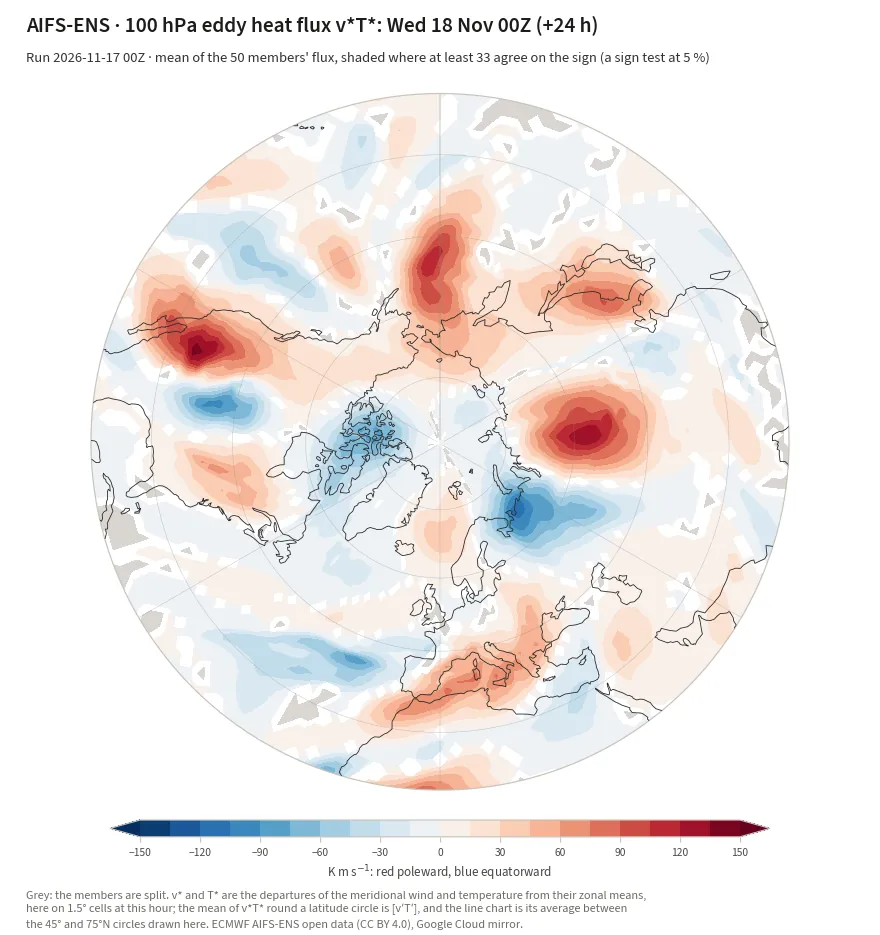 AIFS-ENS · 100 hPa eddy heat flux v*T*: Wed 18 Nov 00Z (+24 h)
Run 2026-11-17 00Z · mean of the 50 members' flux, shaded where at least 33 agree on the sign (a sign test at 5 %)
−150 −120 −90 −60 −30 0 30 60 90 120 150
K m s⁻¹: red poleward, blue equatorward
Grey: the members are split. v* and T* are the departures of the meridional wind and temperature from their zonal means,
here on 1.5° cells at this hour; the mean of v*T* round a latitude circle is [v'T'], and the line chart is its average between
the 45° and 75°N circles drawn here. ECMWF AIFS-ENS open data (CC BY 4.0), Google Cloud mirror.